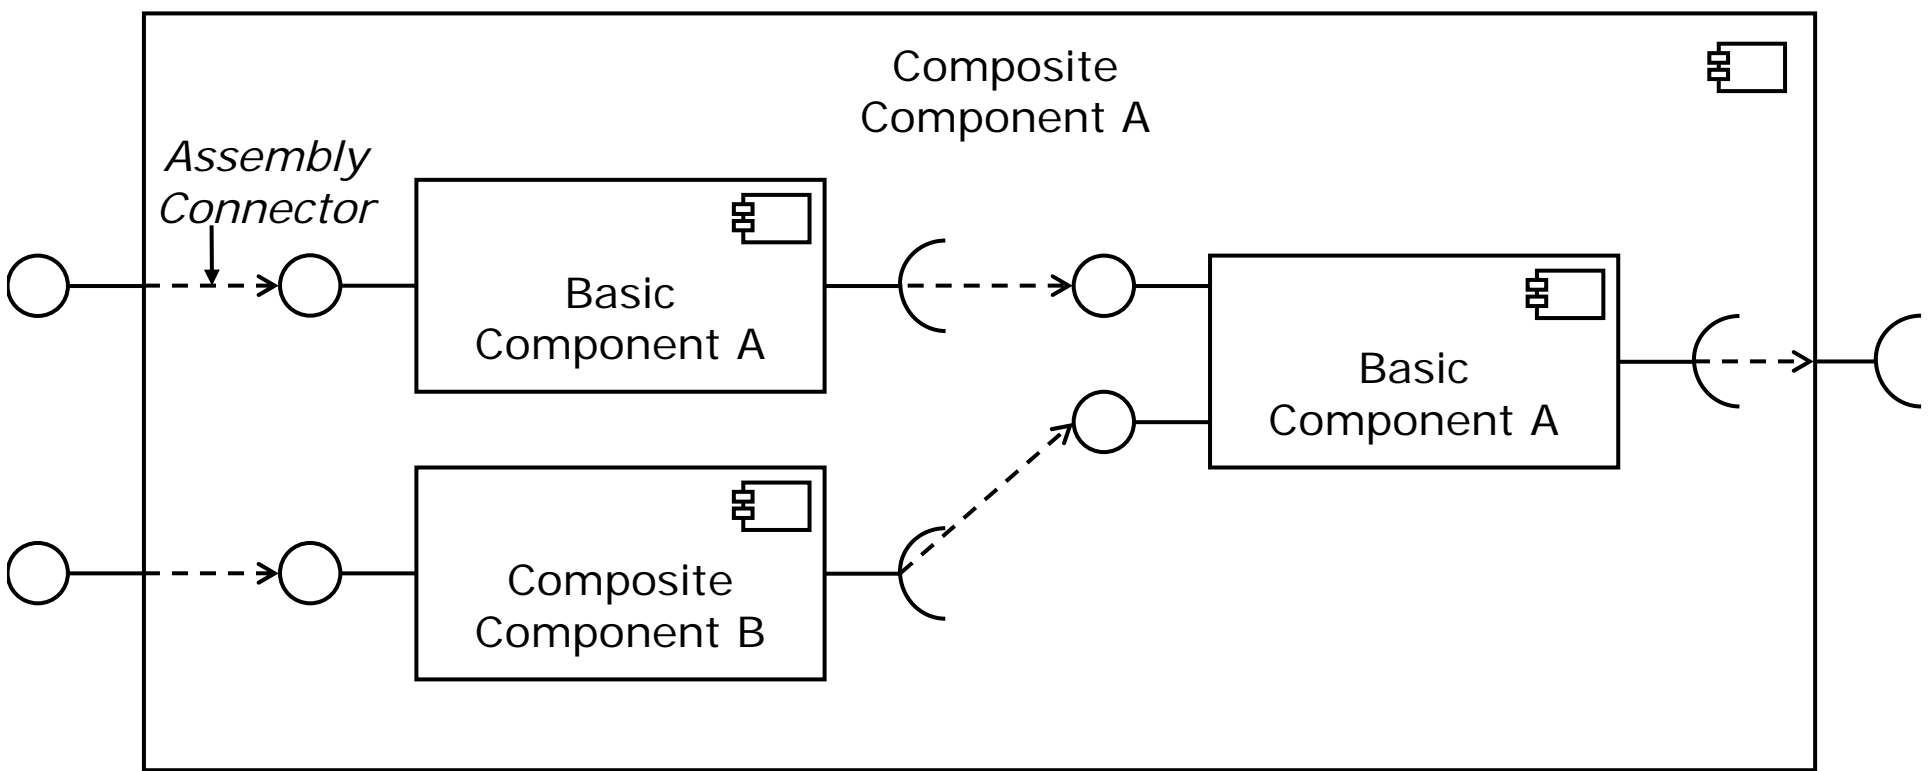 Composite
Component A
Assembly
Connector
Basic
Component A
Basic
Component A
Composite
Component B